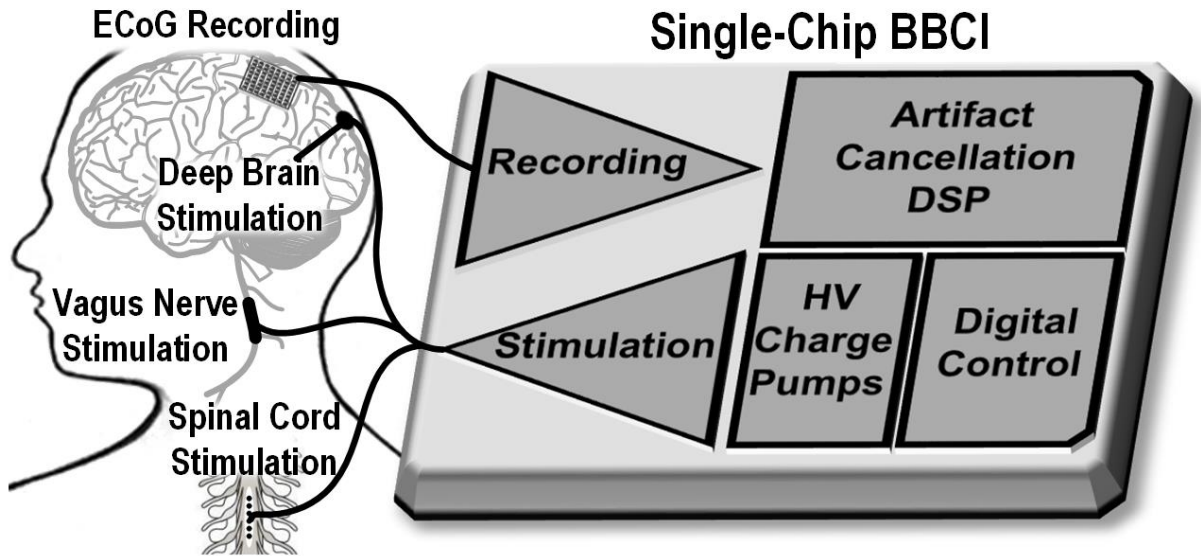 ECoG Recording
Deep Brain
Stimulation
Vagus Nerve
Stimulation
Spinal Cord
Stimulation
Single-Chip BBCI
Recording
Artifact
Cancellation
DSP
Stimulation
HV
Charge
Pumps
Digital
Control